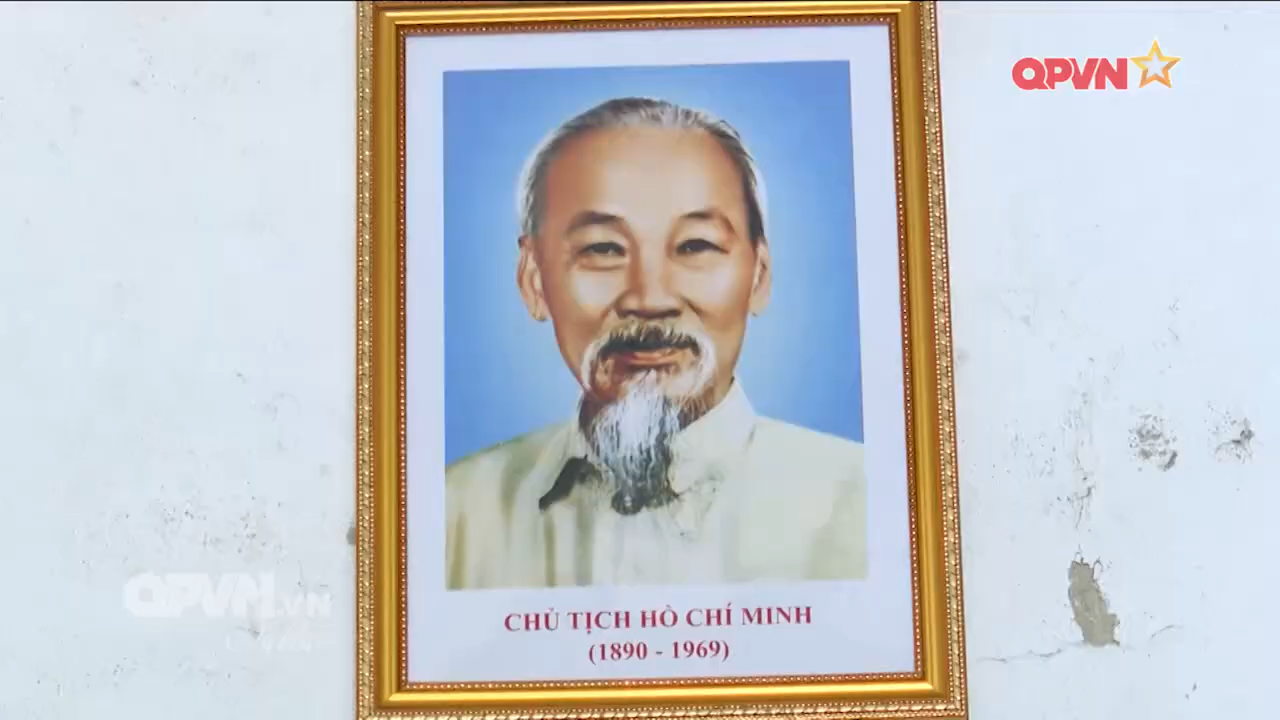 QPVN
QPVN.VN
CHỦ TỊCH HỒ CHÍ MINH
(1890 - 1969)